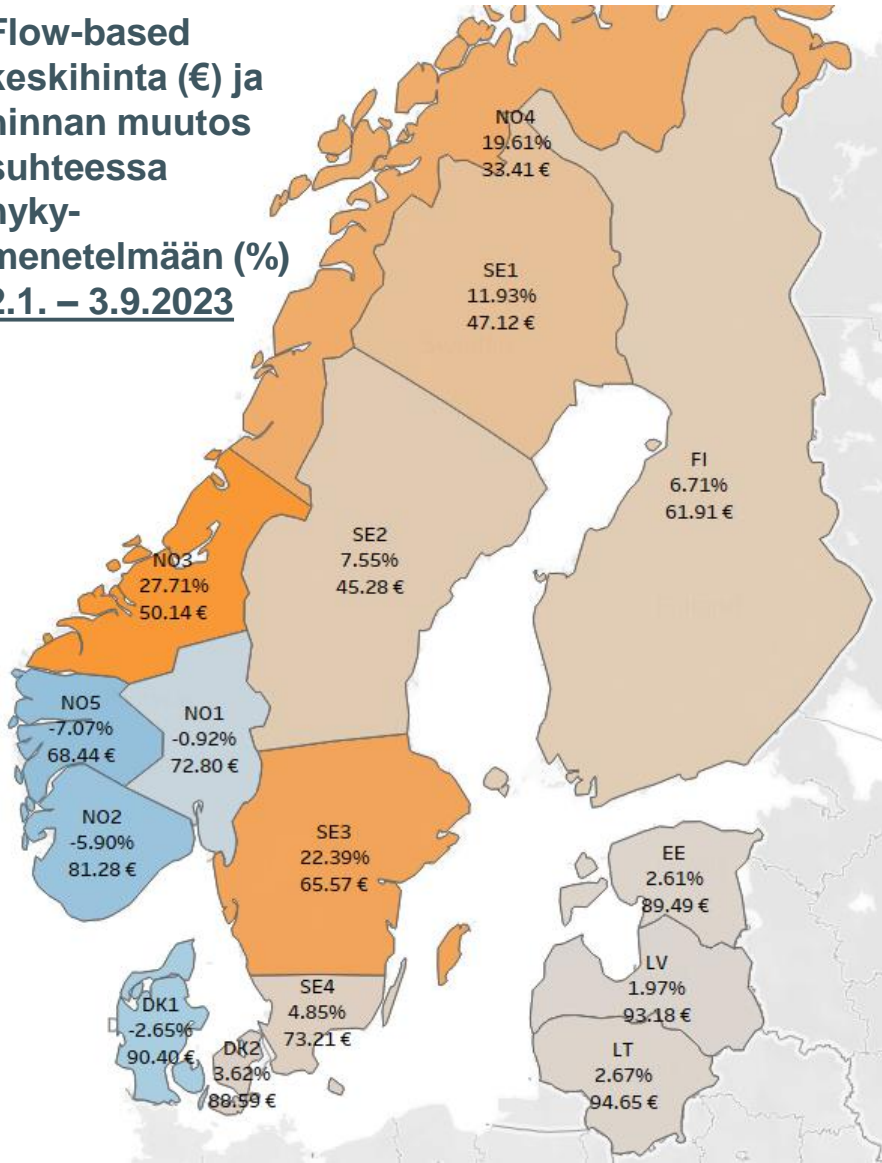 Flow-based
keskihinta (€) ja
hinnan muutos
suhteessa
nyky-
menetelmään (%)
2.1. – 3.9.2023
NO4
19.61%
33.41 €
SE1
11.93%
47.12 €
FI
6.71%
61.91 €
SE2
7.55%
45.28 €
NO3
27.71%
50.14 €
NO5
-7.07%
68.44 €
NO1
-0.92%
72.80 €
NO2
-5.90%
81.28 €
SE3
22.39%
65.57 €
EE
2.61%
89.49 €
LV
1.97%
93.18 €
SE4
4.85%
73.21 €
DK1
-2.65%
90.40 €
DK2
3.62%
88.59 €
LT
2.67%
94.65 €